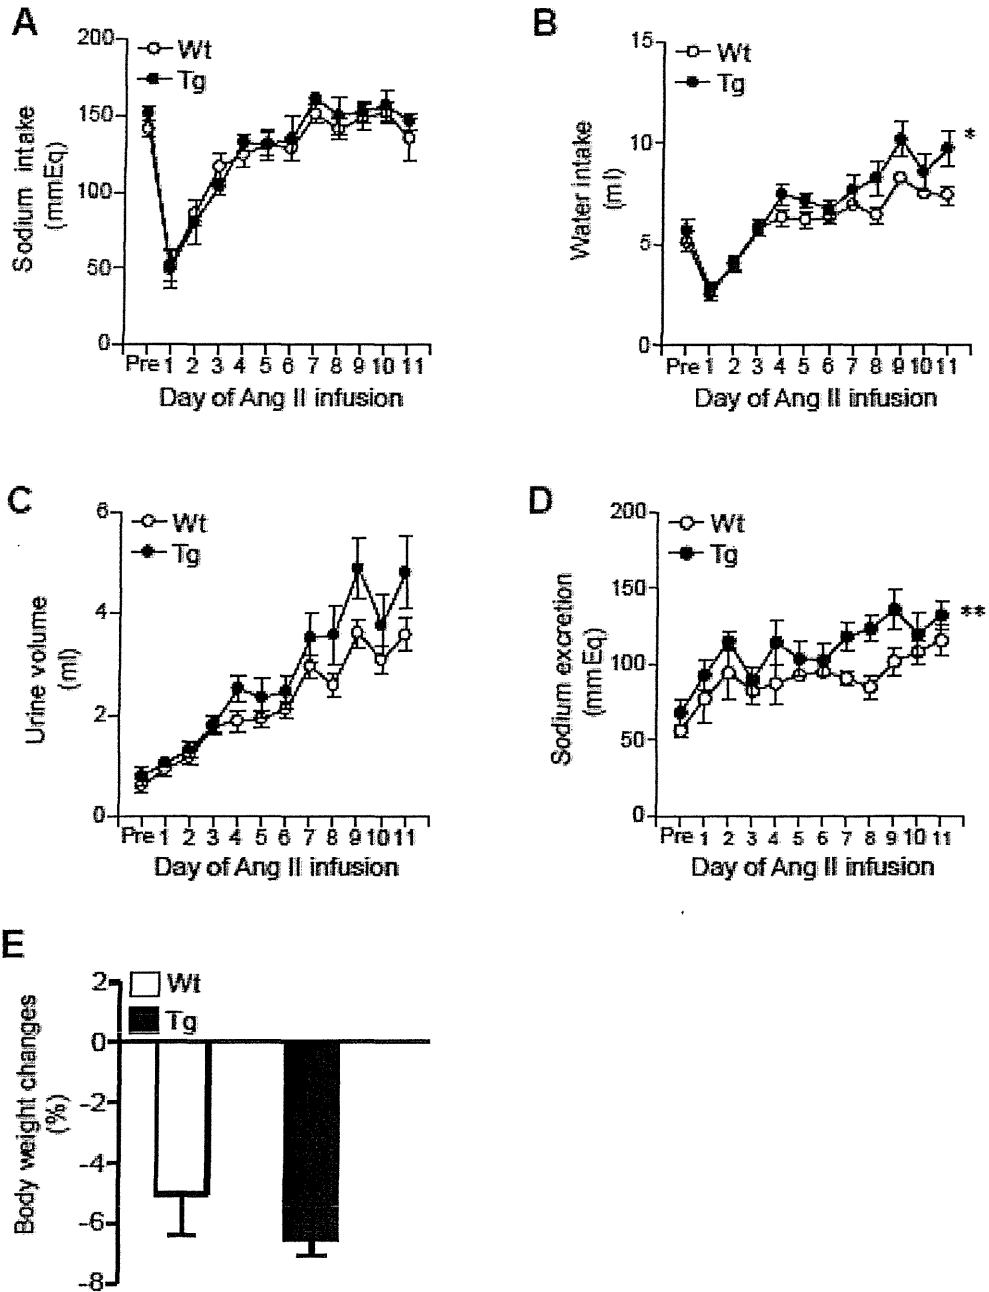 A
B
200
15
Wt
Tg
Wt
Tg
150
10
*
Sodium intake
(mmEq)
Water intake
(ml)
100
5
50
0
0
Pre 1 2 3 4 5 6 7 8 9 10 11
Pre 1 2 3 4 5 6 7 8 9 10 11
Day of Ang II infusion
Day of Ang II infusion
C
D
6
200
Wt
Tg
Wt
Tg
4
150
**
Urine volume
(ml)
Sodium excretion
(mmEq)
100
2
50
0
0
Pre 1 2 3 4 5 6 7 8 9 10 11
Pre 1 2 3 4 5 6 7 8 9 10 11
Day of Ang II infusion
Day of Ang II infusion
E
2
Wt
Tg
0
Body weight changes
(%)
-2
-4
-6
-8